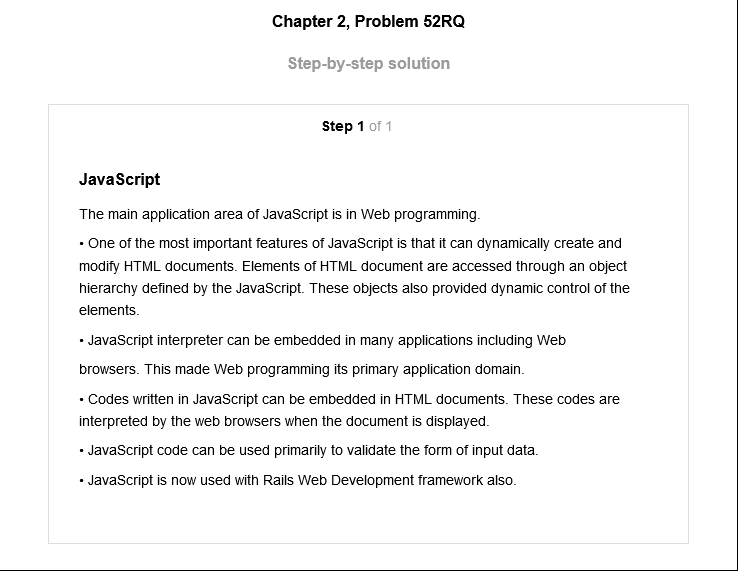 Chapter 2, Problem 52RQ
Step-by-step solution
Step 1 of 1
JavaScript
The main application area of JavaScript is in Web programming.
• One of the most important features of JavaScript is that it can dynamically create and
modify HTML documents. Elements of HTML document are accessed through an object
hierarchy defined by the JavaScript. These objects also provided dynamic control of the
elements.
• JavaScript interpreter can be embedded in many applications including Web
browsers. This made Web programming its primary application domain.
• Codes written in JavaScript can be embedded in HTML documents. These codes are
interpreted by the web browsers when the document is displayed.
• JavaScript code can be used primarily to validate the form of input data.
• JavaScript is now used with Rails Web Development framework also.